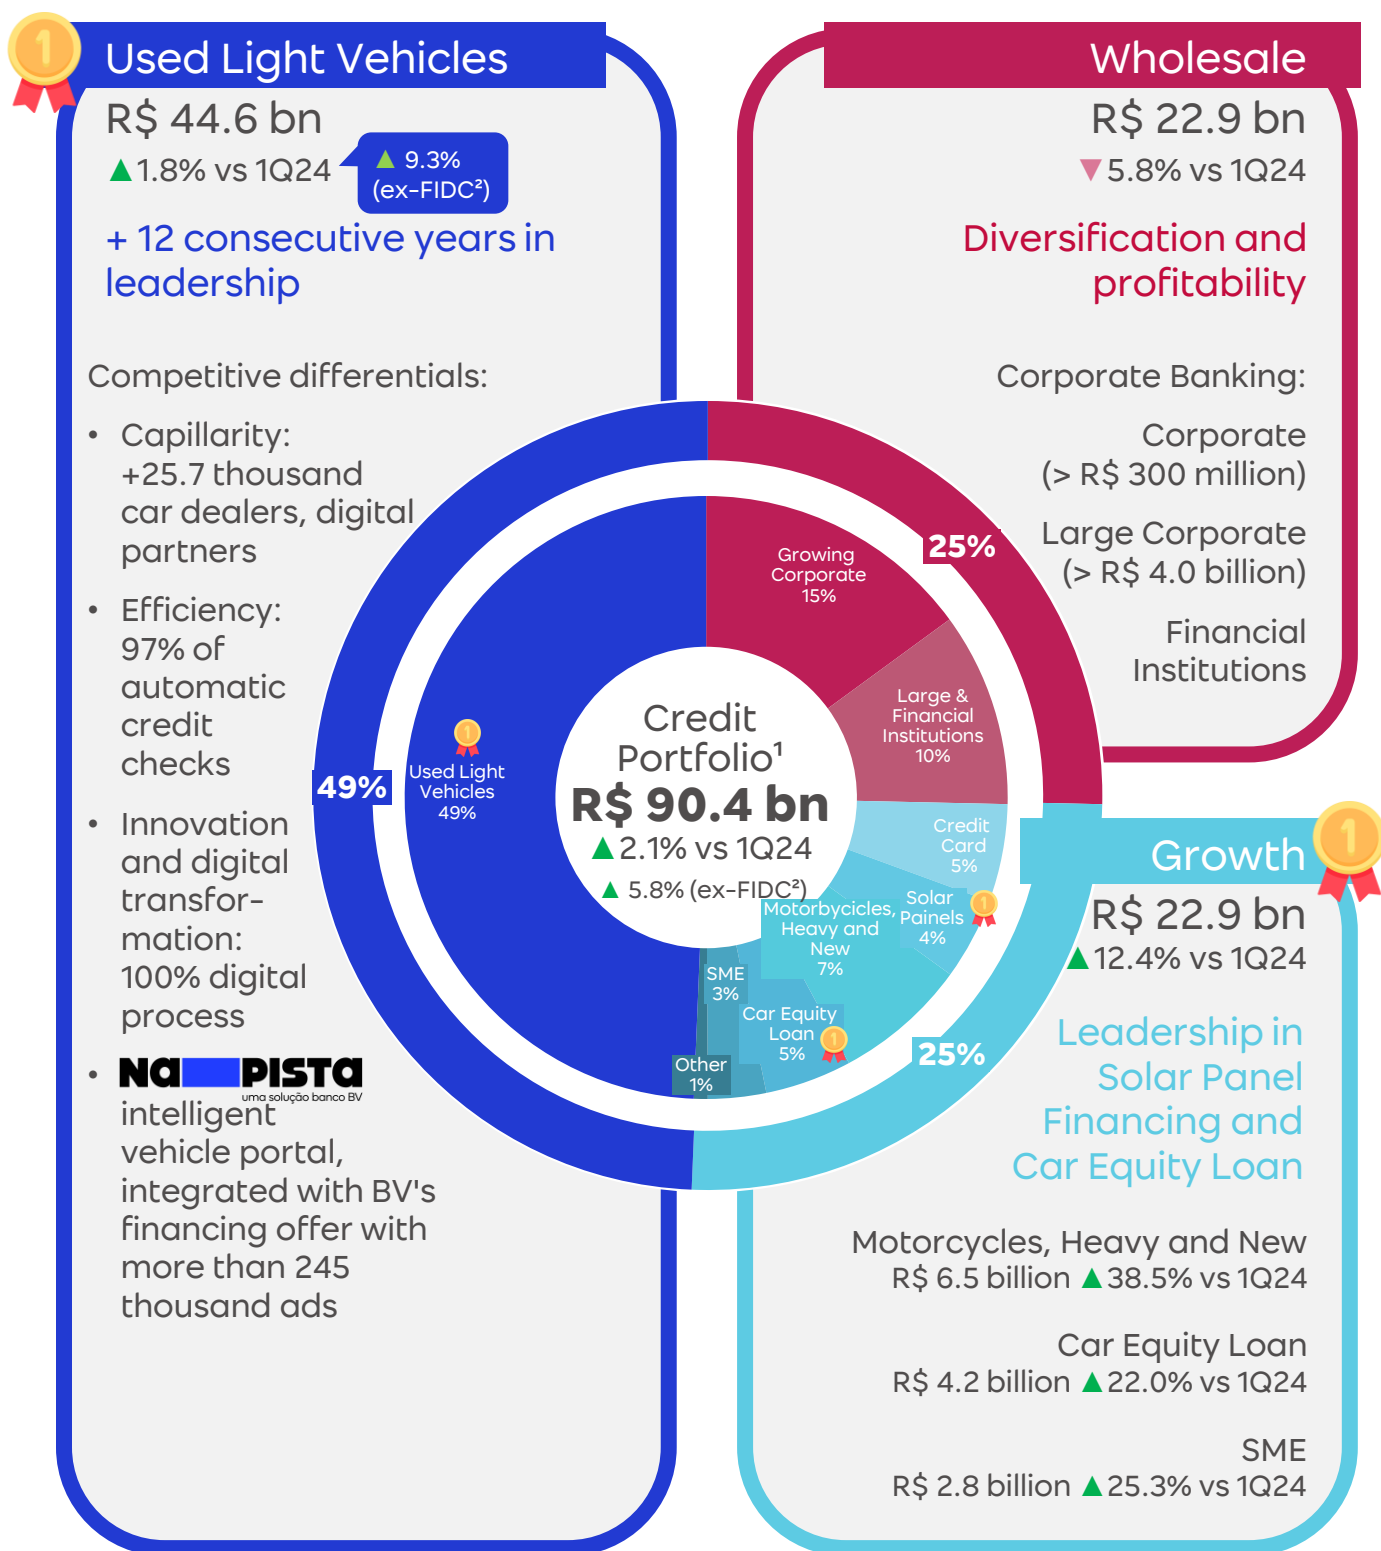 1
Used Light Vehicles
R$ 44.6 bn
▲1.8% vs 1Q24
▲ 9.3%
(ex-FIDC²)
+ 12 consecutive years in
leadership
Competitive differentials:
• Capillarity:
+25.7 thousand
car dealers, digital
partners
• Efficiency:
97% of
automatic
credit
checks
• Innovation
and digital
transfor-
mation:
100% digital
process
• NaPISTa
uma solução banco BV
intelligent
vehicle portal,
integrated with BV's
financing offer with
more than 245
thousand ads
Wholesale
R$ 22.9 bn
▼5.8% vs 1Q24
Diversification and
profitability
Corporate Banking:
Corporate
(> R$ 300 million)
Large Corporate
(> R$ 4.0 billion)
Financial
Institutions
49%
25%
25%
Growing
Corporate
15%
Large &
Financial
Institutions
10%
Credit
Card
5%
Solar
Painels
4%
1
Motorbycicles,
Heavy and
New
7%
Car Equity
Loan
5%
1
SME
3%
Other
1%
1
Used Light
Vehicles
49%
Credit
Portfolio¹
R$ 90.4 bn
▲2.1% vs 1Q24
▲ 5.8% (ex-FIDC²)
Growth
1
R$ 22.9 bn
▲12.4% vs 1Q24
Leadership in
Solar Panel
Financing and
Car Equity Loan
Motorcycles, Heavy and New
R$ 6.5 billion ▲38.5% vs 1Q24
Car Equity Loan
R$ 4.2 billion ▲22.0% vs 1Q24
SME
R$ 2.8 billion ▲25.3% vs 1Q24